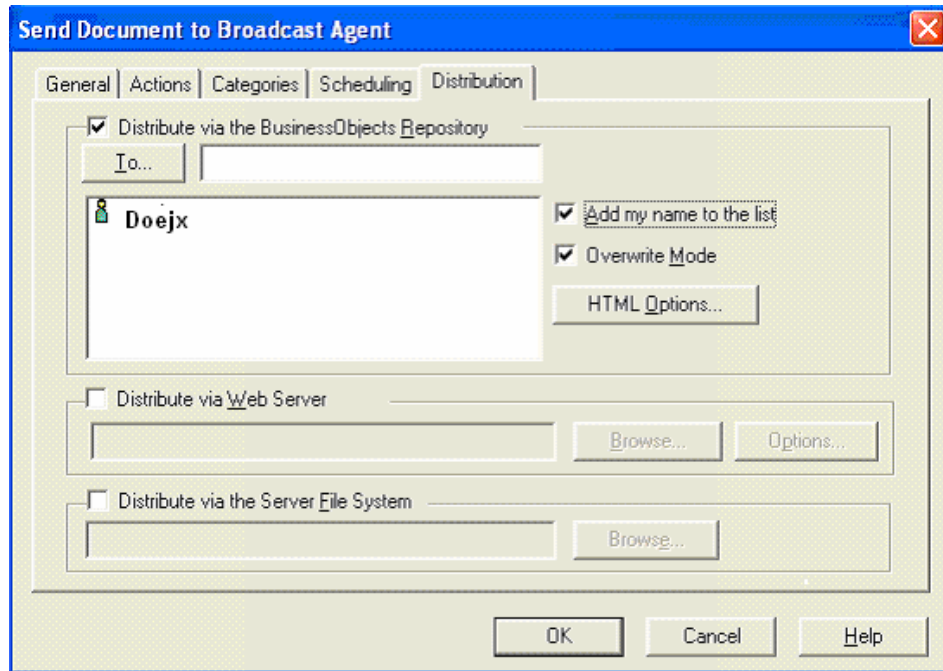 Send Document to Broadcast Agent
General Actions Categories Scheduling Distribution
Distribute via the BusinessObjects Repository
To...
Doejx
Add my name to the list
Overwrite Mode
HTML Options...
Distribute via Web Server
Browse... Options...
Distribute via the Server File System
Browse...
OK Cancel Help